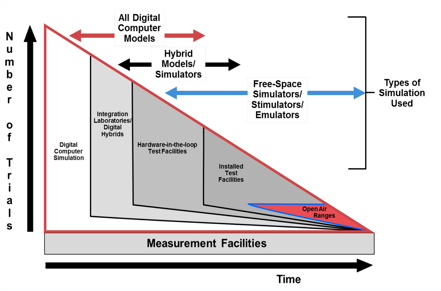 All Digital
Computer
Models
Hybrid
Models/
Simulators
Free-Space
Simulators/
Stimulators/
Emulators
Types of
Simulation
Used
Number of Trials
Digital
Computer
Simulation
Integration
Laboratories/
Digital
Hybrids
Hardware-in-the-loop
Test Facilities
Installed
Test
Facilities
Open Air
Ranges
Measurement Facilities
Time